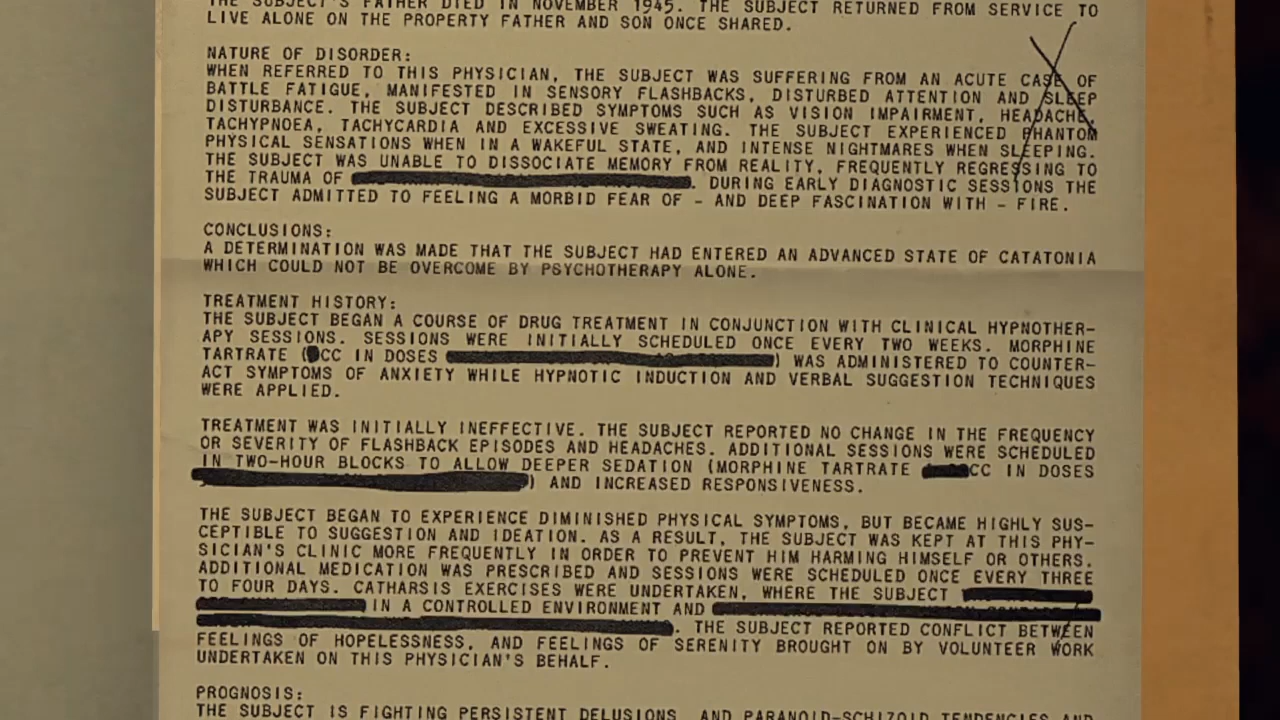 THE SUBJECT'S FATHER DIED IN NOVEMBER 1945. THE SUBJECT RETURNED FROM SERVICE TO
LIVE ALONE ON THE PROPERTY FATHER AND SON ONCE SHARED.
NATURE OF DISORDER:
WHEN REFERRED TO THIS PHYSICIAN, THE SUBJECT WAS SUFFERING FROM AN ACUTE CASE OF
BATTLE FATIGUE, MANIFESTED IN SENSORY FLASHBACKS, DISTURBED ATTENTION AND SLEEP
DISTURBANCE. THE SUBJECT DESCRIBED SYMPTOMS SUCH AS VISION IMPAIRMENT, HEADACHE,
TACHYPNOEA, TACHYCARDIA AND EXCESSIVE SWEATING. THE SUBJECT EXPERIENCED PHANTOM
PHYSICAL SENSATIONS WHEN IN A WAKEFUL STATE, AND INTENSE NIGHTMARES WHEN SLEEPING.
THE SUBJECT WAS UNABLE TO DISSOCIATE MEMORY FROM REALITY, FREQUENTLY REGRESSING TO
THE TRAUMA OF . DURING EARLY DIAGNOSTIC SESSIONS THE
SUBJECT ADMITTED TO FEELING A MORBID FEAR OF - AND DEEP FASCINATION WITH - FIRE.
CONCLUSIONS:
A DETERMINATION WAS MADE THAT THE SUBJECT HAD ENTERED AN ADVANCED STATE OF CATATONIA
WHICH COULD NOT BE OVERCOME BY PSYCHOTHERAPY ALONE.
TREATMENT HISTORY:
THE SUBJECT BEGAN A COURSE OF DRUG TREATMENT IN CONJUNCTION WITH CLINICAL HYPNOTHER-
APY SESSIONS. SESSIONS WERE INITIALLY SCHEDULED ONCE EVERY TWO WEEKS. MORPHINE
TARTRATE ( CC IN DOSES ) WAS ADMINISTERED TO COUNTER-
ACT SYMPTOMS OF ANXIETY WHILE HYPNOTIC INDUCTION AND VERBAL SUGGESTION TECHNIQUES
WERE APPLIED.
TREATMENT WAS INITIALLY INEFFECTIVE. THE SUBJECT REPORTED NO CHANGE IN THE FREQUENCY
OR SEVERITY OF FLASHBACK EPISODES AND HEADACHES. ADDITIONAL SESSIONS WERE SCHEDULED
IN TWO-HOUR BLOCKS TO ALLOW DEEPER SEDATION (MORPHINE TARTRATE CC IN DOSES
) AND INCREASED RESPONSIVENESS.
THE SUBJECT BEGAN TO EXPERIENCE DIMINISHED PHYSICAL SYMPTOMS, BUT BECAME HIGHLY SUS-
CEPTIBLE TO SUGGESTION AND IDEATION. AS A RESULT, THE SUBJECT WAS KEPT AT THIS PHY-
SICIAN'S CLINIC MORE FREQUENTLY IN ORDER TO PREVENT HIM HARMING HIMSELF OR OTHERS.
ADDITIONAL MEDICATION WAS PRESCRIBED AND SESSIONS WERE SCHEDULED ONCE EVERY THREE
TO FOUR DAYS. CATHARSIS EXERCISES WERE UNDERTAKEN, WHERE THE SUBJECT
IN A CONTROLLED ENVIRONMENT AND
. THE SUBJECT REPORTED CONFLICT BETWEEN
FEELINGS OF HOPELESSNESS, AND FEELINGS OF SERENITY BROUGHT ON BY VOLUNTEER WORK
UNDERTAKEN ON THIS PHYSICIAN'S BEHALF.
PROGNOSIS:
THE SUBJECT IS FIGHTING PERSISTENT DELUSIONS, AND PARANOID-SCHIZOID TENDENCIES AND